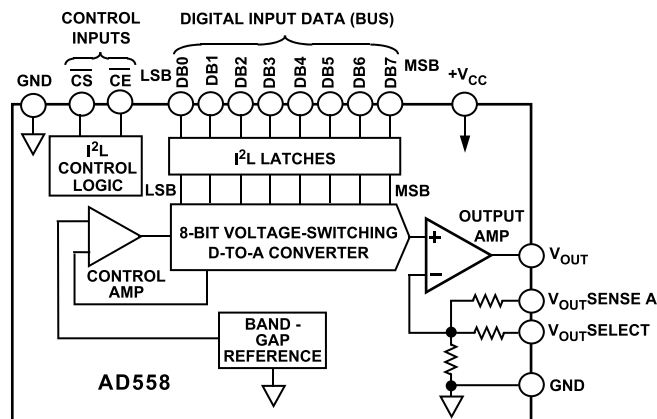 CONTROL
INPUTS
DIGITAL INPUT DATA (BUS)
GND
CS
CE
LSB
DB0
DB1
DB2
DB3
DB4
DB5
DB6
DB7
MSB
+VCC
I2L
CONTROL
LOGIC
I2L LATCHES
LSB
MSB
8-BIT VOLTAGE-SWITCHING
D-TO-A CONVERTER
OUTPUT
AMP
+
–
VOUT
CONTROL
AMP
VOUTSENSE A
VOUTSELECT
BAND -
GAP
REFERENCE
AD558
GND